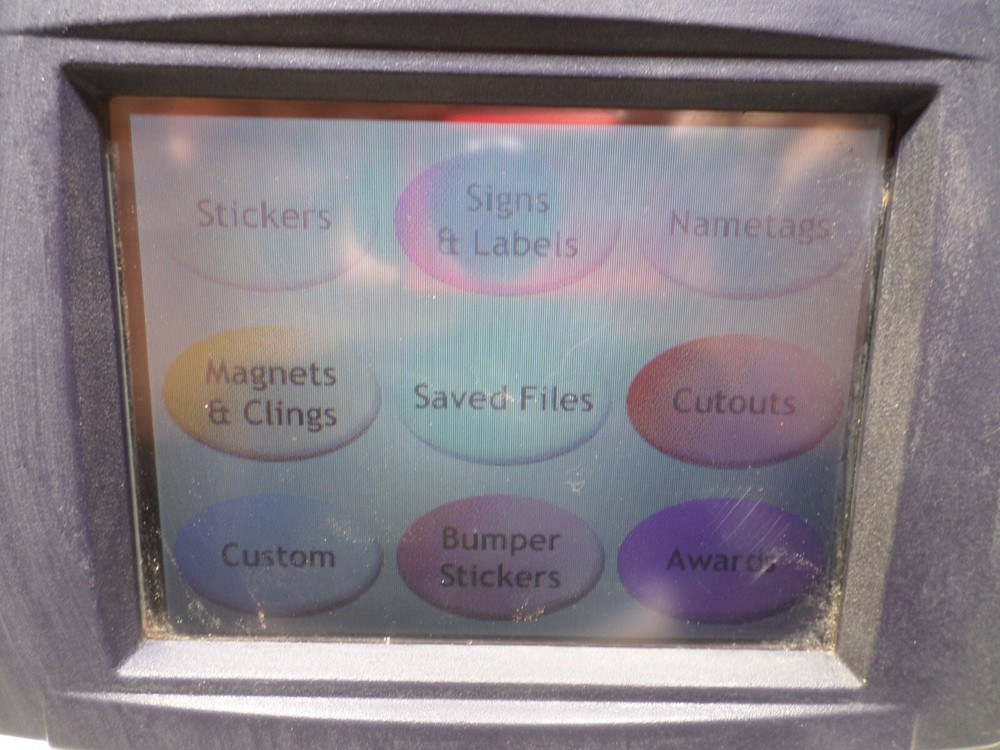 Stickers
Signs
& Labels
Nametags
Magnets
& Clings
Saved Files
Cutouts
Custom
Bumper
Stickers
Awards